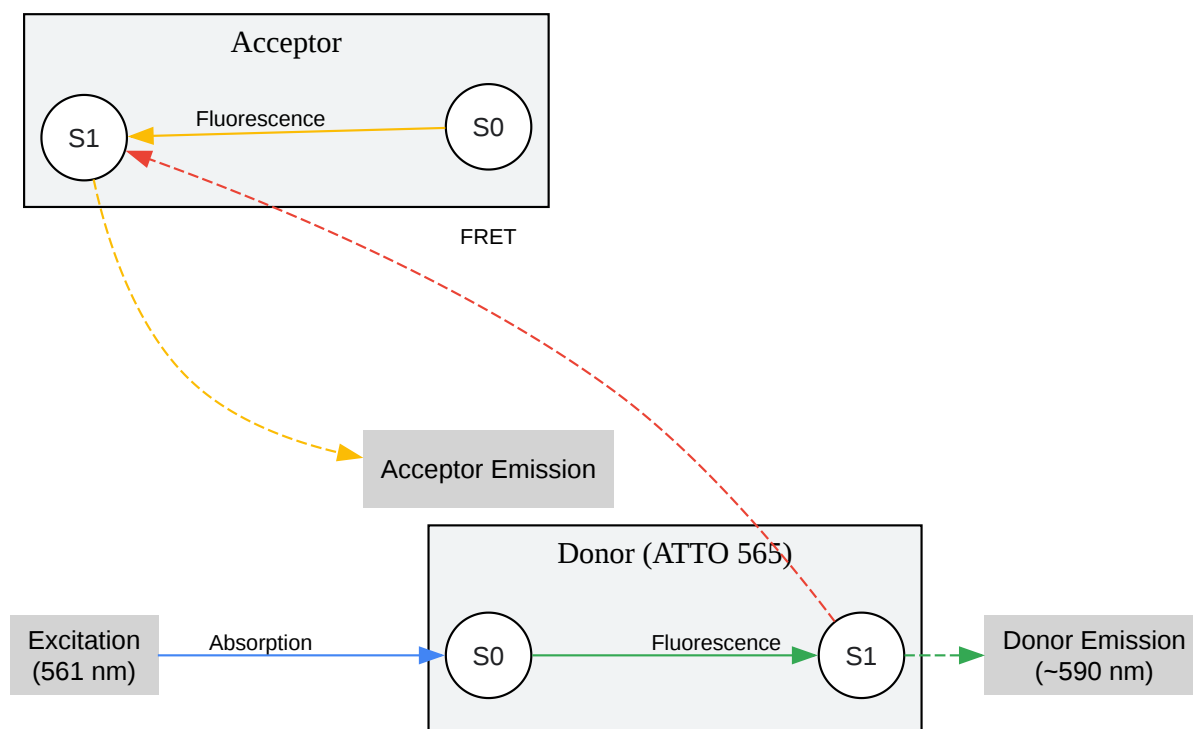 Acceptor
Fluorescence
S1
S0
FRET
Acceptor Emission
Donor (ATTO 565)
Excitation
(561 nm)
Absorption
S0
Fluorescence
S1
Donor Emission
(~590 nm)